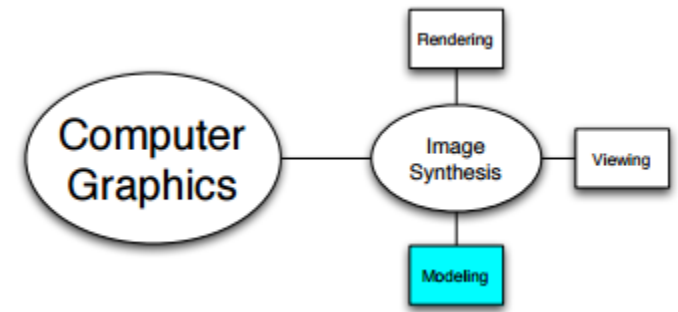 Rendering
Computer
Graphics
Image
Synthesis
Viewing
Modeling